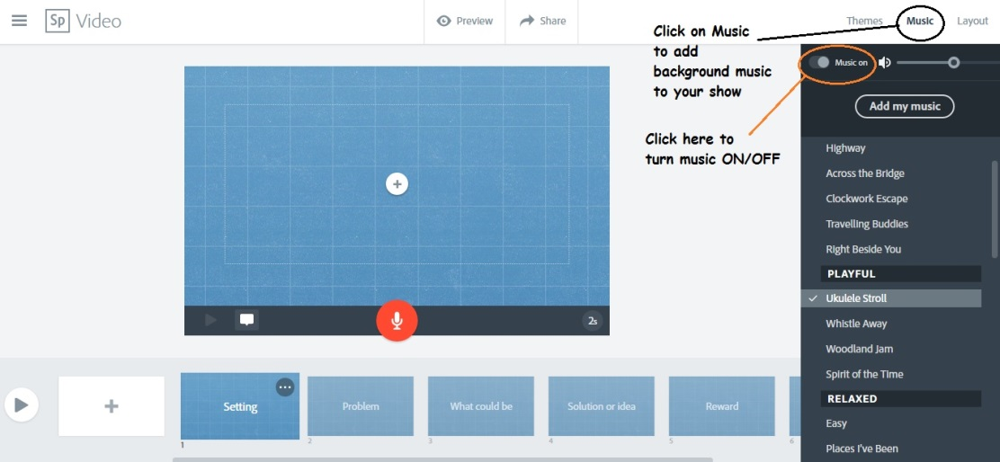 Sp Video
Preview
Share
Themes
Music
Layout
Click on Music
to add
background music
to your show
Music on
Add my music
Click here to
turn music ON/OFF
Highway
Across the Bridge
Clockwork Escape
Travelling Buddies
Right Beside You
PLAYFUL
Ukulele Stroll
Whistle Away
Woodland Jam
Spirit of the Time
RELAXED
Easy
Places I've Been
2s
Setting
Problem
What could be
Solution or idea
Reward
1
2
3
4
5
6